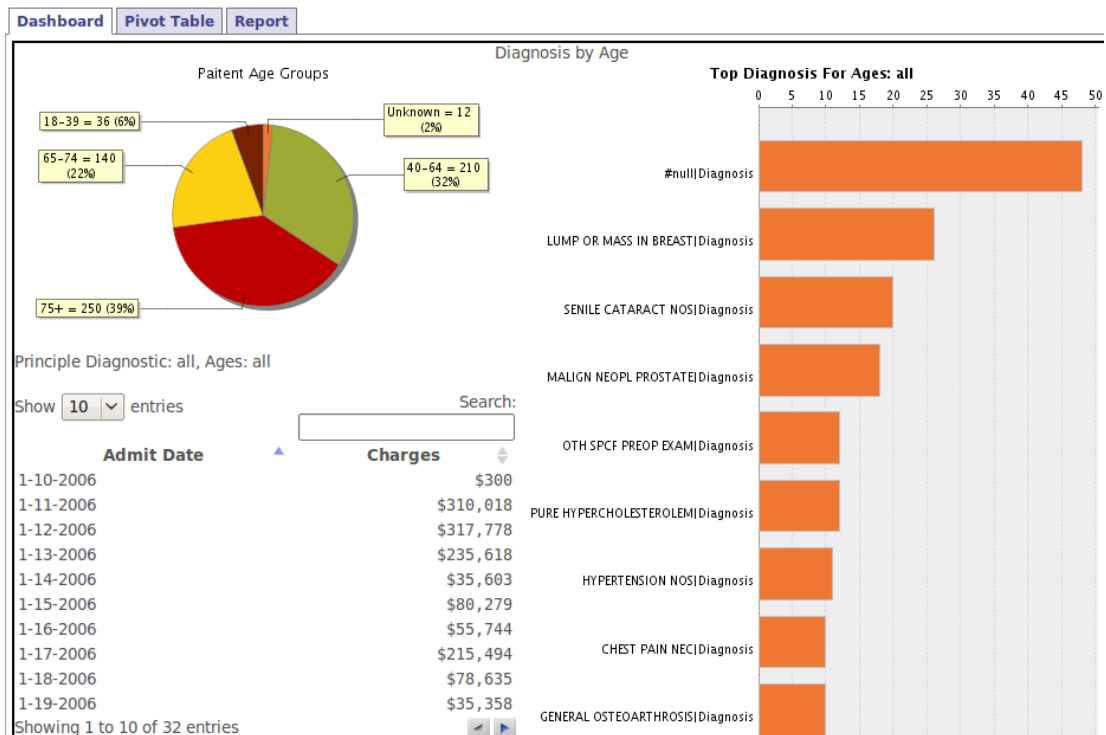 Dashboard Pivot Table Report
Diagnosis by Age
Paitent Age Groups
18-39 = 36 (6%)
Unknown = 12
(2%)
65-74 = 140
(22%)
40-64 = 210
(32%)
75+ = 250 (39%)
Principle Diagnostic: all, Ages: all
Show 10 entries
Search:
Admit Date Charges
1-10-2006 $300
1-11-2006 $310,018
1-12-2006 $317,778
1-13-2006 $235,618
1-14-2006 $35,603
1-15-2006 $80,279
1-16-2006 $55,744
1-17-2006 $215,494
1-18-2006 $78,635
1-19-2006 $35,358
Showing 1 to 10 of 32 entries
Top Diagnosis For Ages: all
0 5 10 15 20 25 30 35 40 45 50
#null|Diagnosis
LUMP OR MASS IN BREAST|Diagnosis
SENILE CATARACT NOS|Diagnosis
MALIGN NEOPL PROSTATE|Diagnosis
OTH SPCF PREOP EXAM|Diagnosis
PURE HYPERCHOLESTEROLEM|Diagnosis
HYPERTENSION NOS|Diagnosis
CHEST PAIN NEC|Diagnosis
GENERAL OSTEOARTHROSIS|Diagnosis